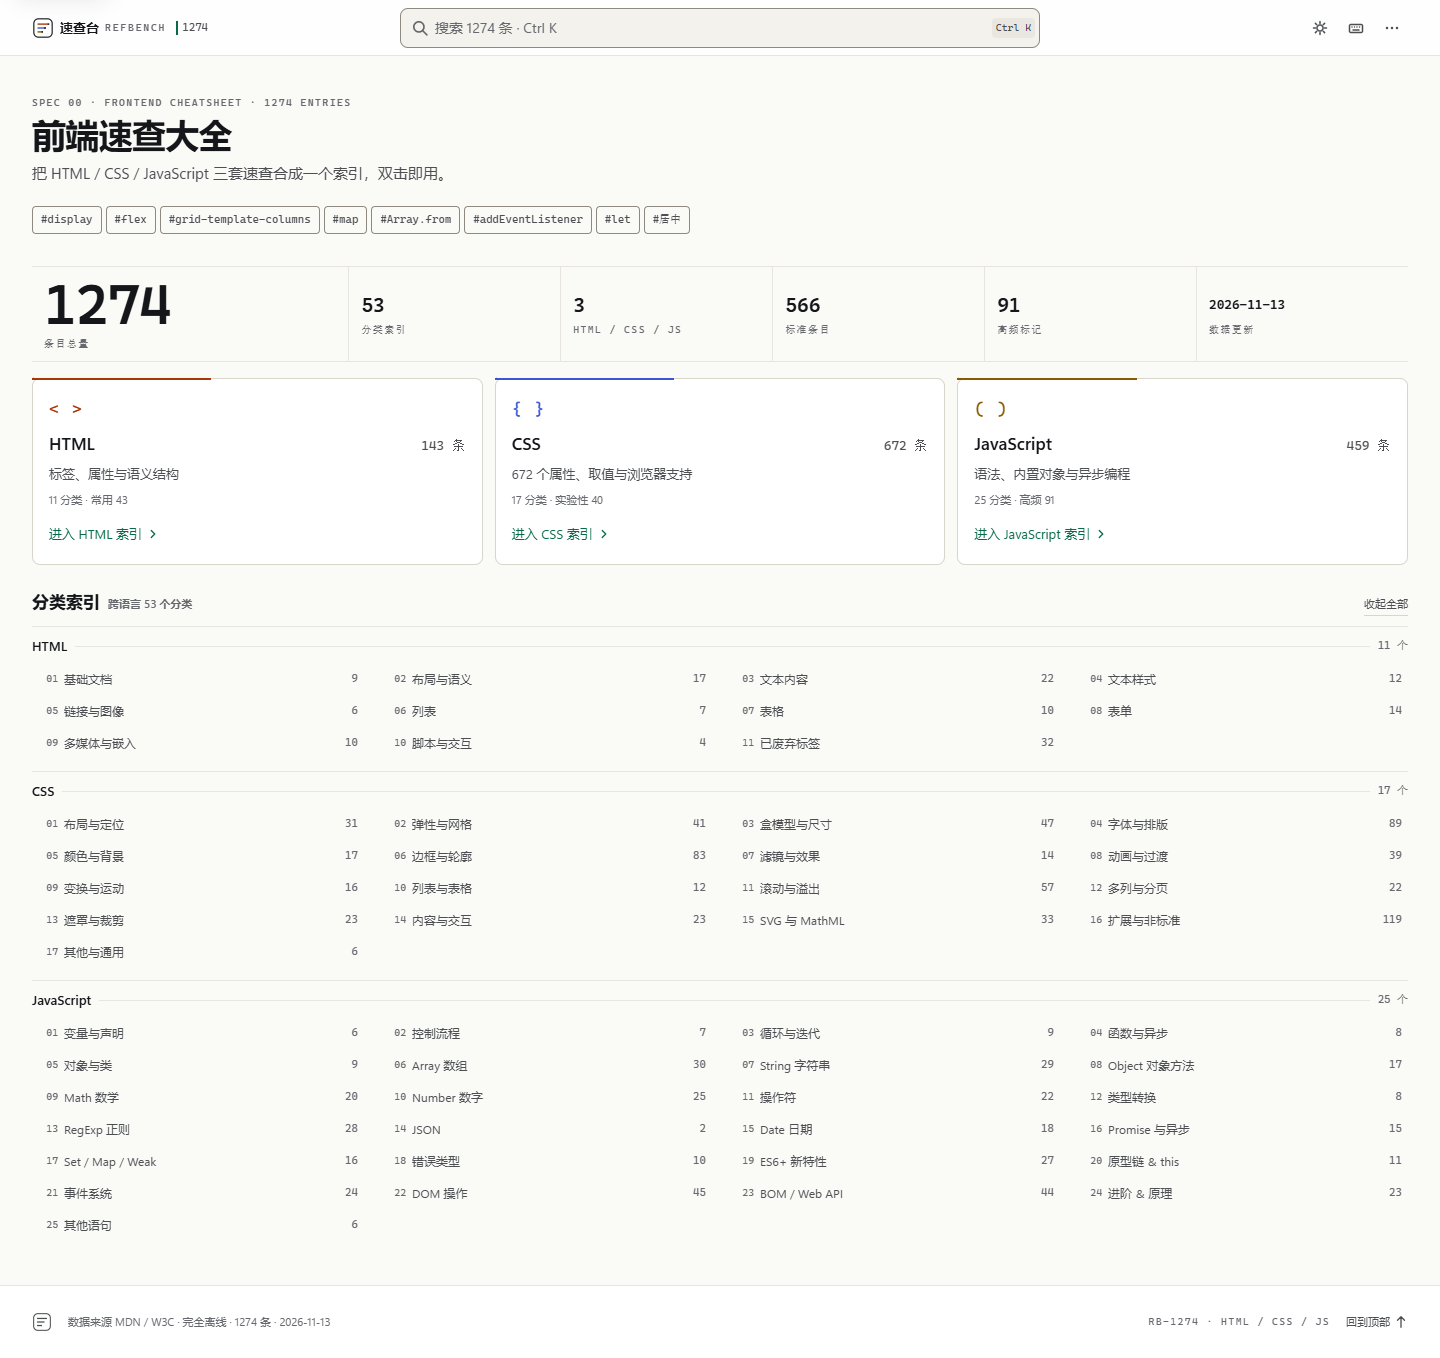 速查台 REFBENCH 1274
搜索 1274 条 · Ctrl K
Ctrl K
SPEC 00 · FRONTEND CHEATSHEET · 1274 ENTRIES
前端速查大全
把 HTML / CSS / JavaScript 三套速查合成一个索引，双击即用。
#display #flex #grid-template-columns #map #Array.from #addEventListener #let #居中
1274 53 3 566 91 2026-11-13
条目总量 分类索引 HTML / CSS / JS 标准条目 高频标记 数据更新
< > { } ( )
HTML 143 条 CSS 672 条 JavaScript 459 条
标签、属性与语义结构 672 个属性、取值与浏览器支持 语法、内置对象与异步编程
11 分类 · 常用 43 17 分类 · 实验性 40 25 分类 · 高频 91
进入 HTML 索引 进入 CSS 索引 进入 JavaScript 索引
分类索引 跨语言 53 个分类 收起全部
HTML 11 个
01 基础文档 9 02 布局与语义 17 03 文本内容 22 04 文本样式 12
05 链接与图像 6 06 列表 7 07 表格 10 08 表单 14
09 多媒体与嵌入 10 10 脚本与交互 4 11 已废弃标签 32
CSS 17 个
01 布局与定位 31 02 弹性与网格 41 03 盒模型与尺寸 47 04 字体与排版 89
05 颜色与背景 17 06 边框与轮廓 83 07 滤镜与效果 14 08 动画与过渡 39
09 变换与运动 16 10 列表与表格 12 11 滚动与溢出 57 12 多列与分页 22
13 遮罩与裁剪 23 14 内容与交互 23 15 SVG 与 MathML 33 16 扩展与非标准 119
17 其他与通用 6
JavaScript 25 个
01 变量与声明 6 02 控制流程 7 03 循环与迭代 9 04 函数与异步 8
05 对象与类 9 06 Array 数组 30 07 String 字符串 29 08 Object 对象方法 17
09 Math 数学 20 10 Number 数字 25 11 操作符 22 12 类型转换 8
13 RegExp 正则 28 14 JSON 2 15 Date 日期 18 16 Promise 与异步 15
17 Set / Map / Weak 16 18 错误类型 10 19 ES6+ 新特性 27 20 原型链 & this 11
21 事件系统 24 22 DOM 操作 45 23 BOM / Web API 44 24 进阶 & 原理 23
25 其他语句 6
数据来源 MDN / W3C · 完全离线 · 1274 条 · 2026-11-13 RB-1274 · HTML / CSS / JS 回到顶部